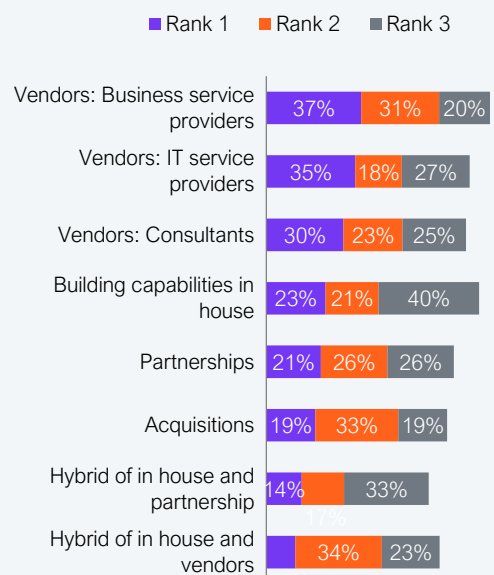 Rank 1 Rank 2 Rank 3
Vendors: Business service
providers
37% 31% 20%
Vendors: IT service
providers
35% 18% 27%
Vendors: Consultants
30% 23% 25%
Building capabilities in
house
23% 21% 40%
Partnerships
21% 26% 26%
Acquisitions
19% 33% 19%
Hybrid of in house and
partnership
14% 17% 33%
Hybrid of in house and
vendors
34% 23%